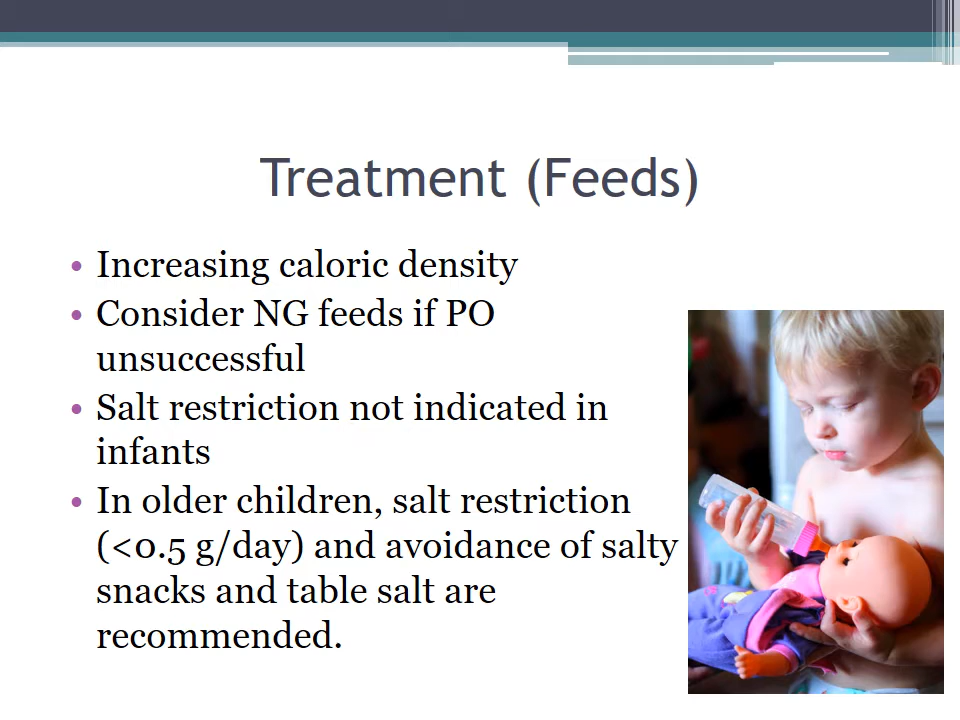 Treatment (Feeds)
• Increasing caloric density
• Consider NG feeds if PO
unsuccessful
• Salt restriction not indicated in
infants
• In older children, salt restriction
(<0.5 g/day) and avoidance of salty
snacks and table salt are
recommended.